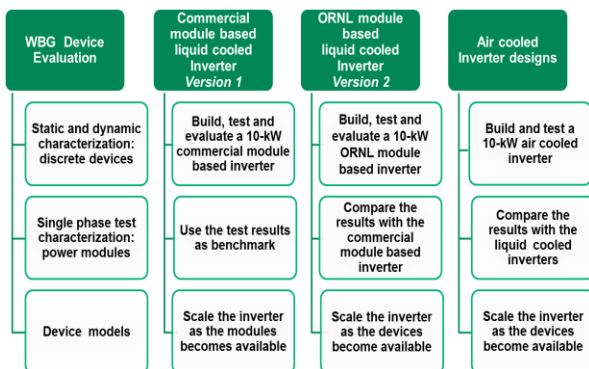 WBG Device
Evaluation
Static and dynamic
characterization:
discrete devices
Single phase test
characterization:
power modules
Device models
Commercial
module based
liquid cooled
Inverter
Version 1
Build, test and
evaluate a 10-kW
commercial module
based inverter
Use the test results
as benchmark
Scale the inverter
as the modules
becomes available
ORNL module
based
liquid cooled
Inverter
Version 2
Build, test and
evaluate a 10-kW
ORNL module
based inverter
Compare the
results with the
commercial
module based
inverter
Scale the inverter
as the devices
become available
Air cooled
Inverter designs
Build and test a
10-kW air cooled
inverter
Compare the
results with the
liquid cooled
inverters
Scale the inverter
as the devices
become available